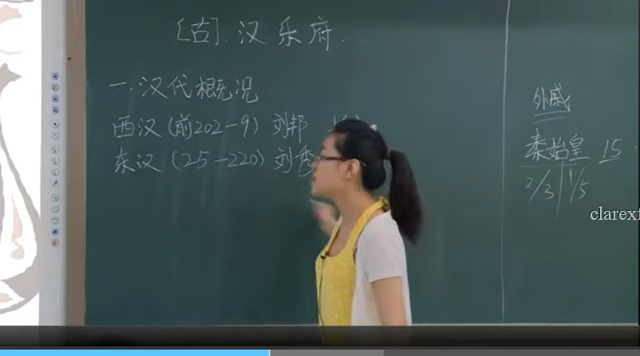 [古].汉乐府.
一.汉代概况
西汉(前202-9)刘邦
东汉(25-220)刘秀
外戚
秦始皇 15
2/3 1/5
clarexf